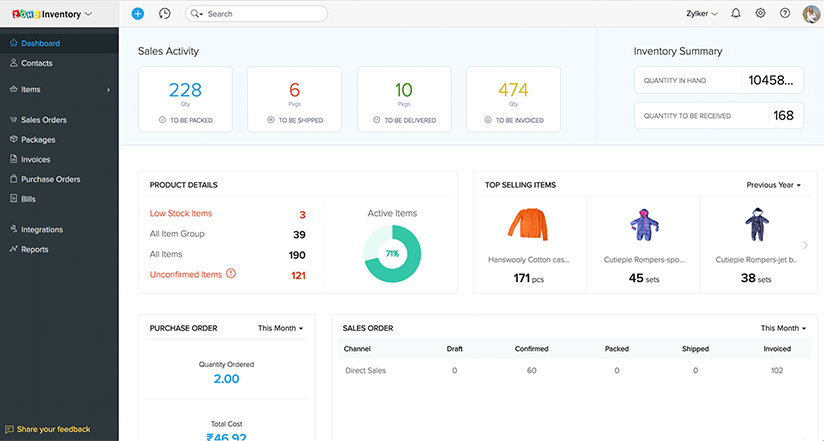 ZOHO Inventory
Search
Zylker
Dashboard
Contacts
Items
Sales Orders
Packages
Invoices
Purchase Orders
Bills
Integrations
Reports
Share your feedback
Sales Activity
228
Qty
TO BE PACKED
6
Pkgs
TO BE SHIPPED
10
Pkgs
TO BE DELIVERED
474
Qty
TO BE INVOICED
Inventory Summary
QUANTITY IN HAND 10458...
QUANTITY TO BE RECEIVED 168
PRODUCT DETAILS
Low Stock Items 3
All Item Group 39
All Items 190
Unconfirmed Items 121
Active Items
71%
TOP SELLING ITEMS Previous Year
Hanswooly Cotton cas...
171 pcs
Cutiepie Rompers-spo...
45 sets
Cutiepie Rompers-jet b..
38 sets
PURCHASE ORDER This Month
Quantity Ordered
2.00
Total Cost
₹46.92
SALES ORDER This Month
Channel Draft Confirmed Packed Shipped Invoiced
Direct Sales 0 60 0 0 102